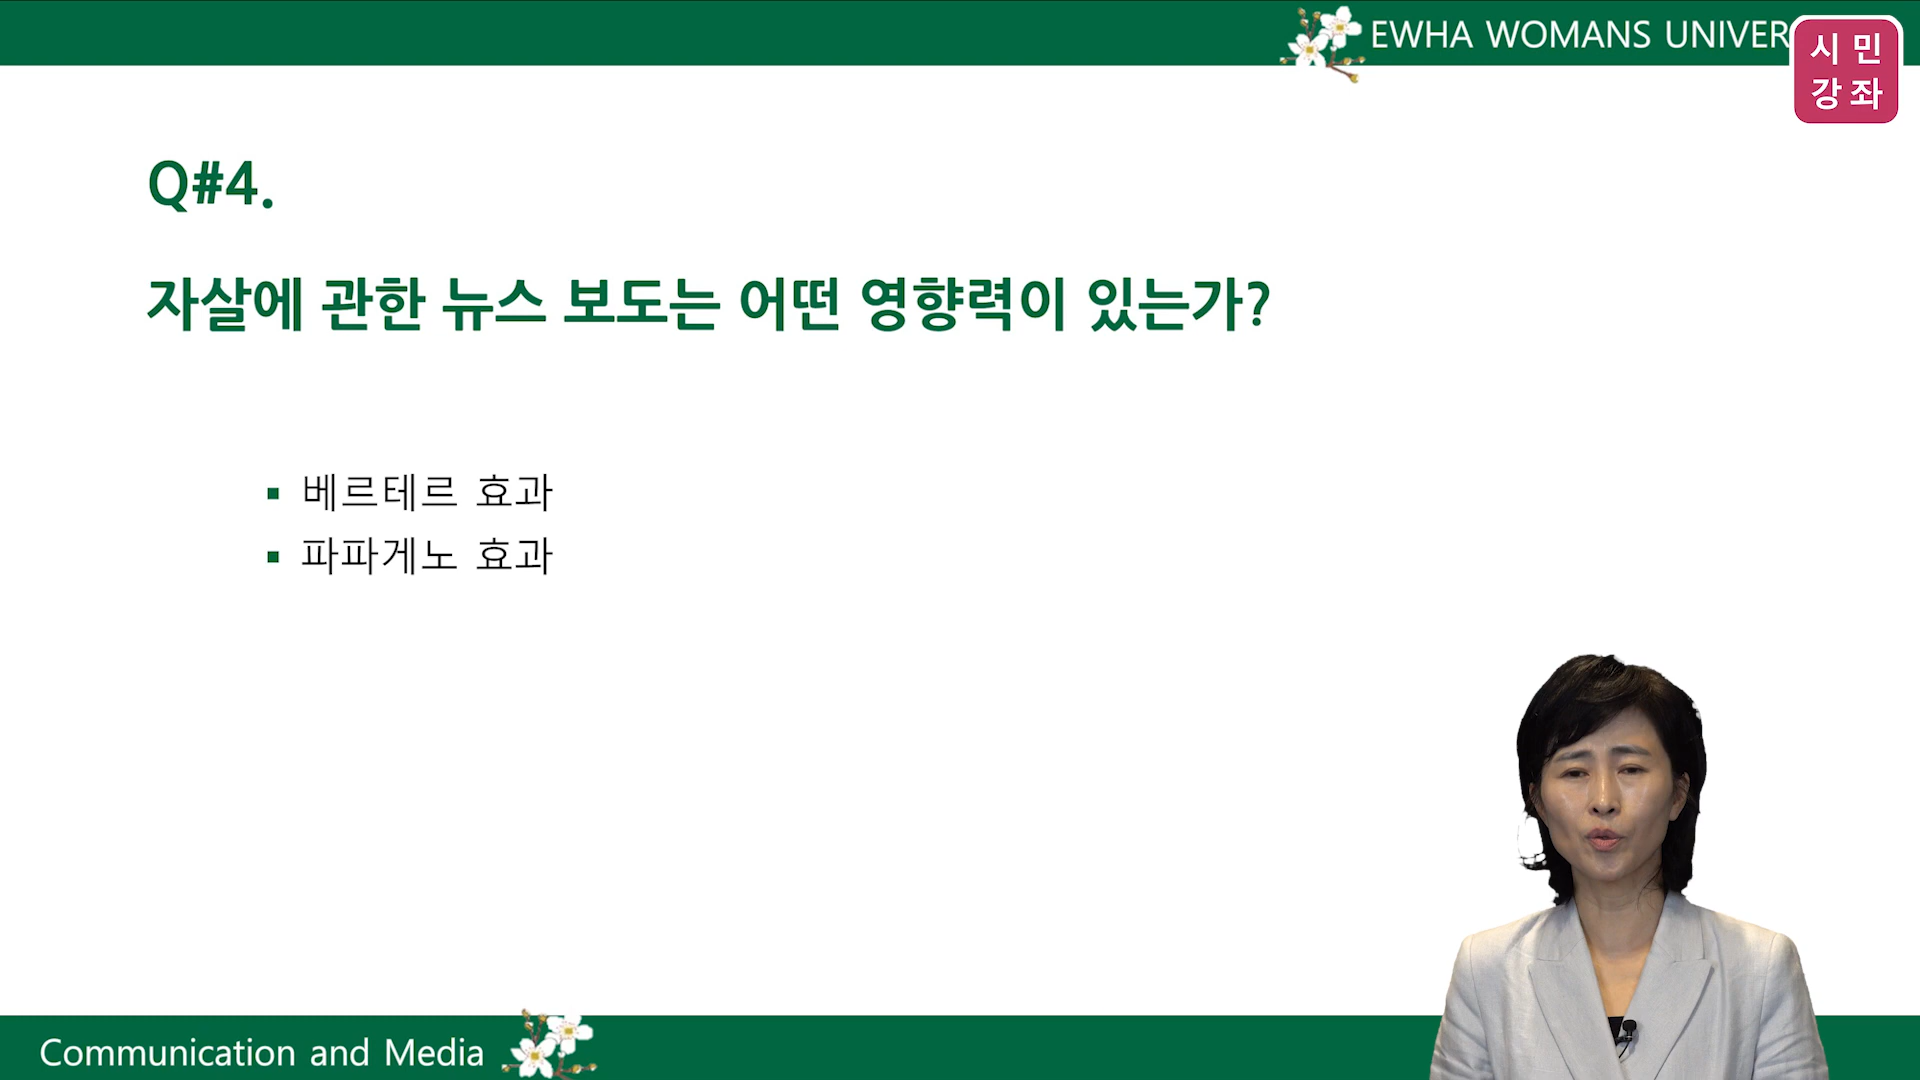 EWHA WOMANS UNIVER
시민
강좌
Q#4.
자살에 관한 뉴스 보도는 어떤 영향력이 있는가?
▪ 베르테르 효과
▪ 파파게노 효과
Communication and Media